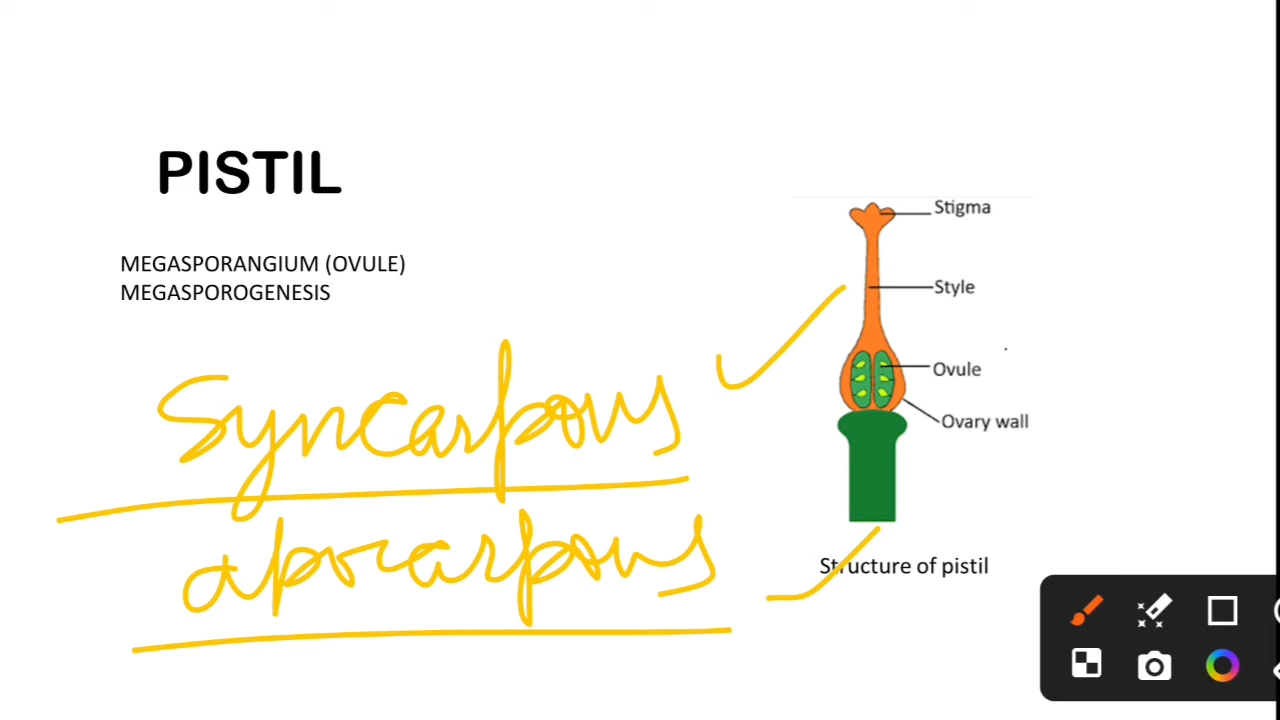 PISTIL
MEGASPORANGIUM (OVULE)
MEGASPOROGENESIS
Syncarpous
apocarpous
Stigma
Style
Ovule
Ovary wall
Structure of pistil